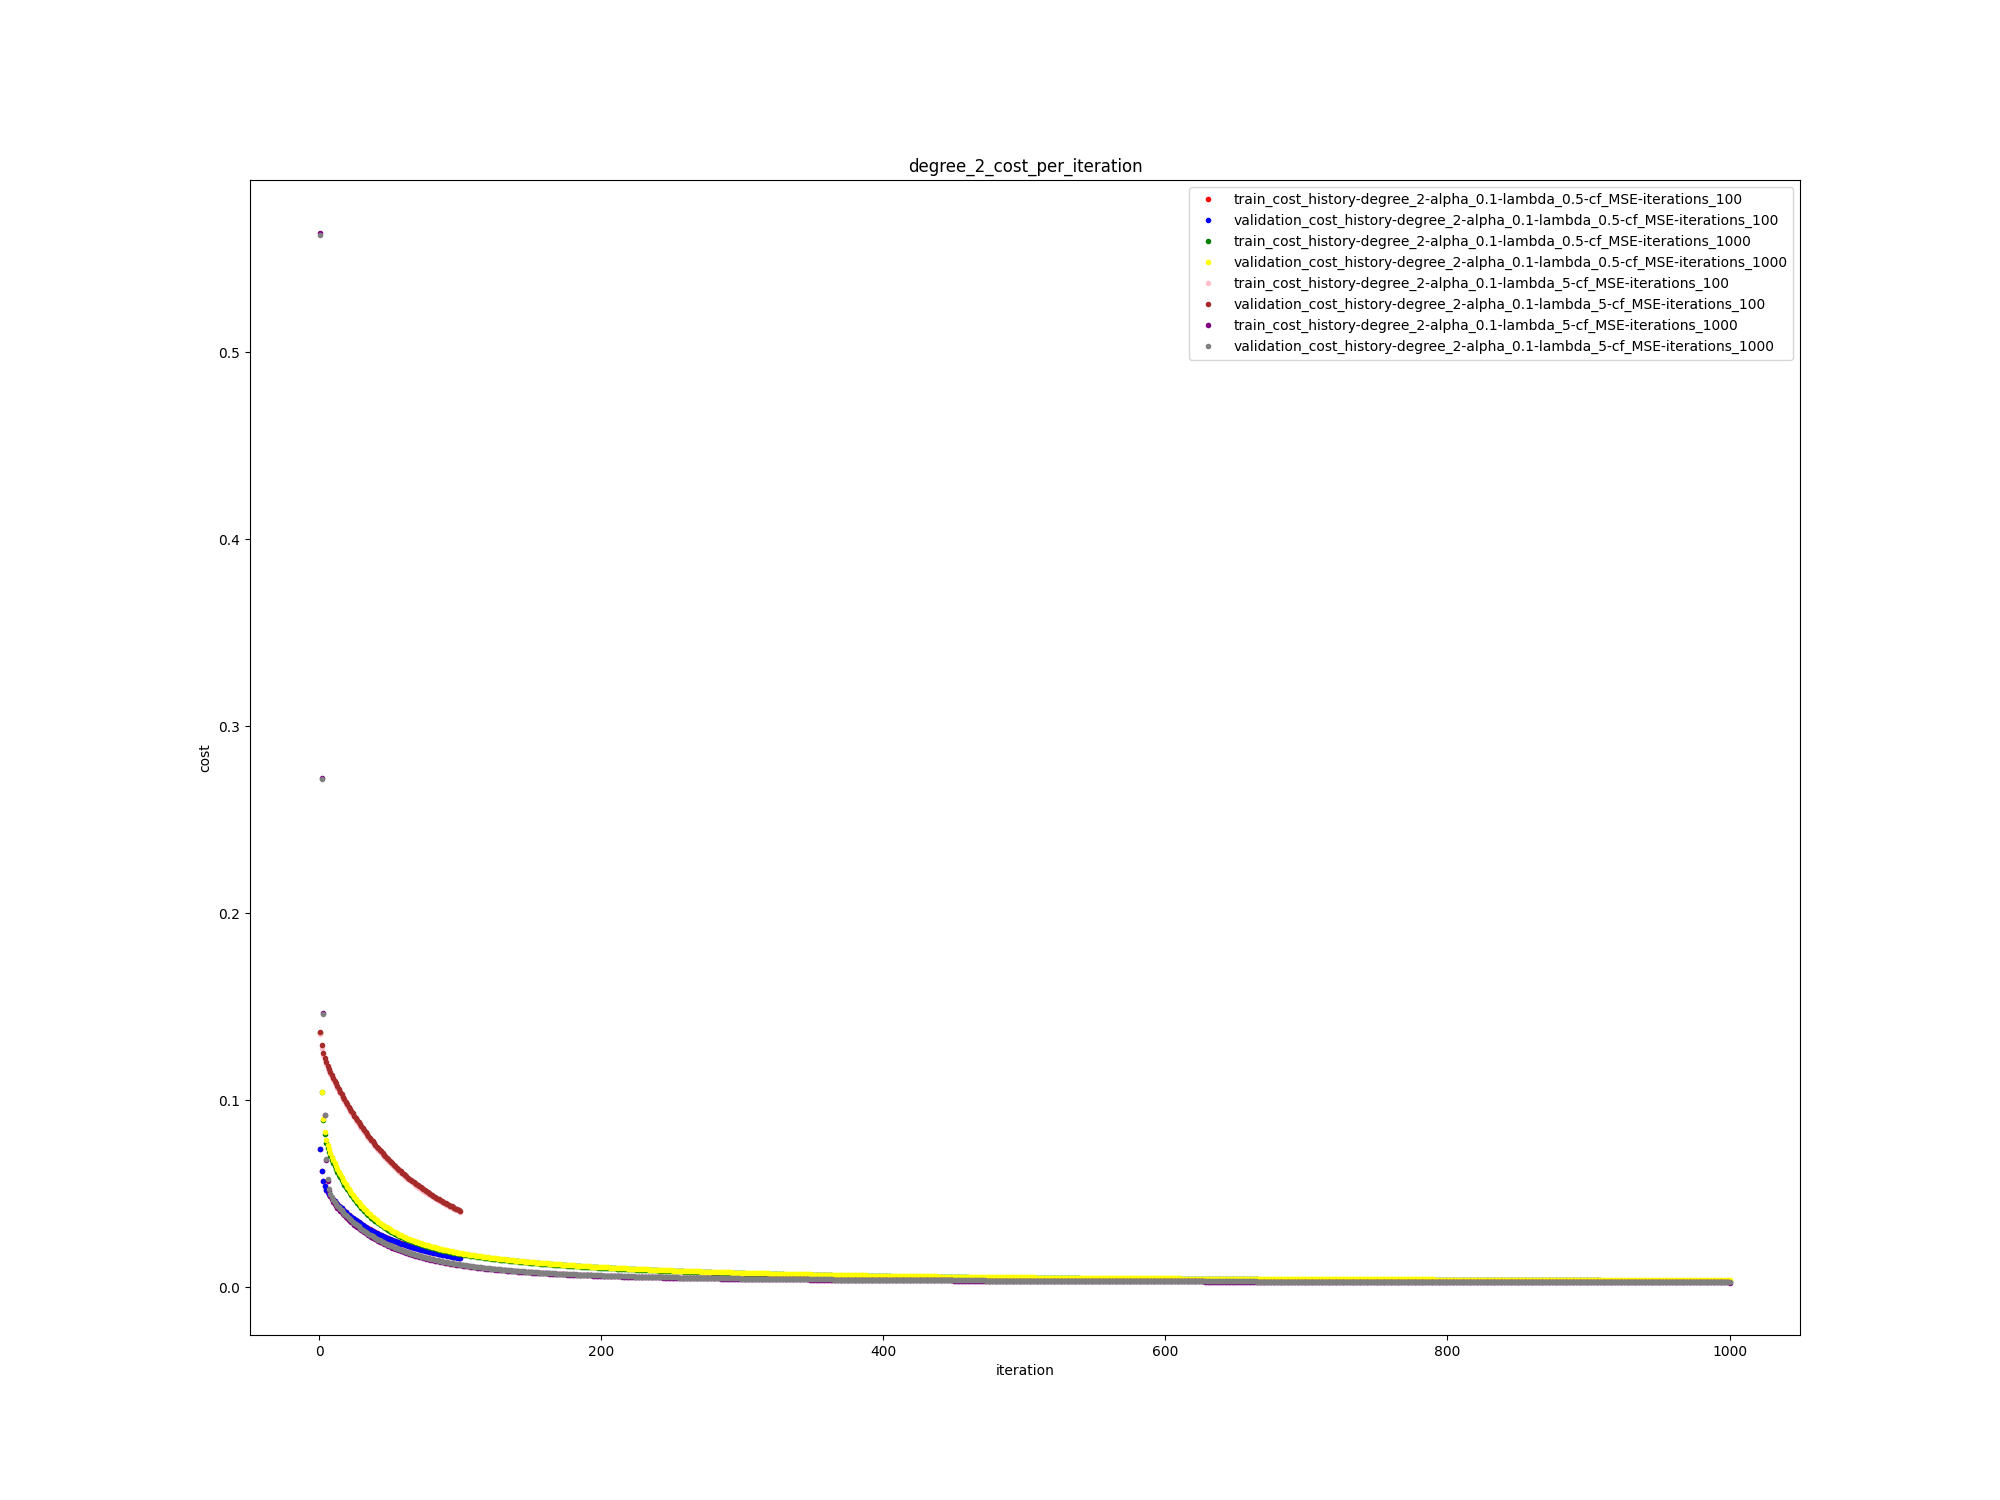 degree_2_cost_per_iteration
train_cost_history-degree_2-alpha_0.1-lambda_0.5-cf_MSE-iterations_100
validation_cost_history-degree_2-alpha_0.1-lambda_0.5-cf_MSE-iterations_100
train_cost_history-degree_2-alpha_0.1-lambda_0.5-cf_MSE-iterations_1000
validation_cost_history-degree_2-alpha_0.1-lambda_0.5-cf_MSE-iterations_1000
train_cost_history-degree_2-alpha_0.1-lambda_5-cf_MSE-iterations_100
validation_cost_history-degree_2-alpha_0.1-lambda_5-cf_MSE-iterations_100
train_cost_history-degree_2-alpha_0.1-lambda_5-cf_MSE-iterations_1000
validation_cost_history-degree_2-alpha_0.1-lambda_5-cf_MSE-iterations_1000
0.5
0.4
0.3
0.2
0.1
0.0
cost
0 200 400 600 800 1000
iteration